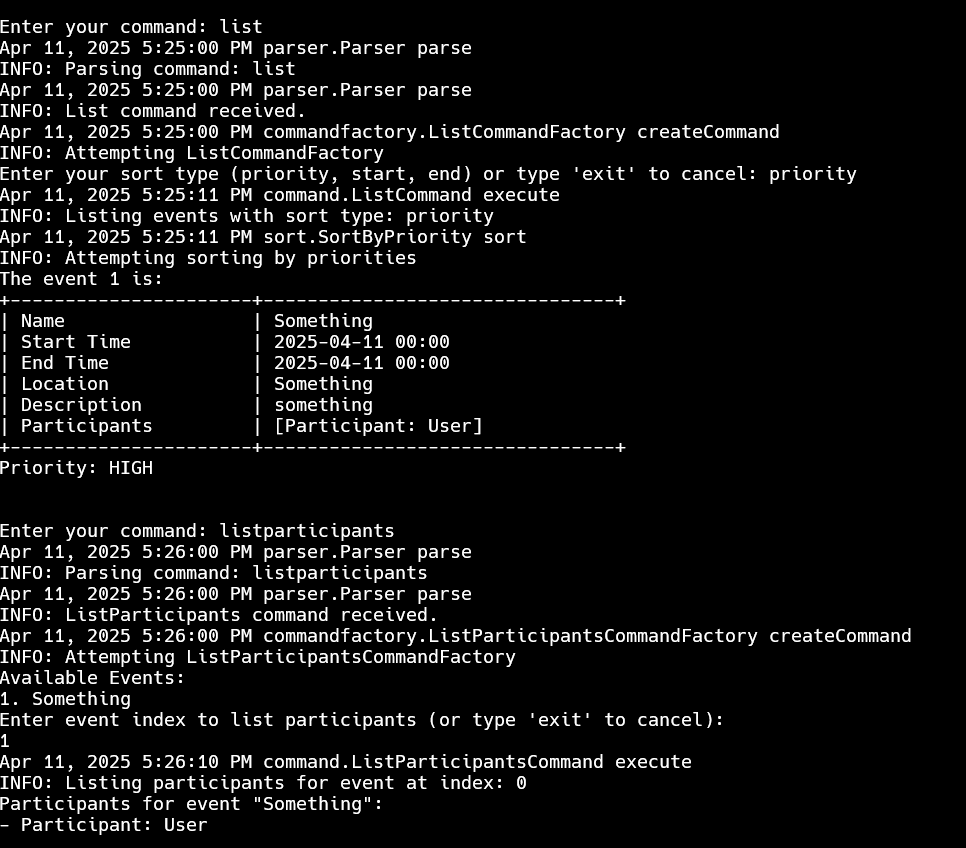 Enter your command: list
Apr 11, 2025 5:25:00 PM parser.Parser parse
INFO: Parsing command: list
Apr 11, 2025 5:25:00 PM parser.Parser parse
INFO: List command received.
Apr 11, 2025 5:25:00 PM commandfactory.ListCommandFactory createCommand
INFO: Attempting ListCommandFactory
Enter your sort type (priority, start, end) or type 'exit' to cancel: priority
Apr 11, 2025 5:25:11 PM command.ListCommand execute
INFO: Listing events with sort type: priority
Apr 11, 2025 5:25:11 PM sort.SortByPriority sort
INFO: Attempting sorting by priorities
The event 1 is:
+----------------------+--------------------------------+
| Name                 | Something
| Start Time           | 2025-04-11 00:00
| End Time             | 2025-04-11 00:00
| Location             | Something
| Description          | something
| Participants         | [Participant: User]
+----------------------+--------------------------------+
Priority: HIGH
Enter your command: listparticipants
Apr 11, 2025 5:26:00 PM parser.Parser parse
INFO: Parsing command: listparticipants
Apr 11, 2025 5:26:00 PM parser.Parser parse
INFO: ListParticipants command received.
Apr 11, 2025 5:26:00 PM commandfactory.ListParticipantsCommandFactory createCommand
INFO: Attempting ListParticipantsCommandFactory
Available Events:
1. Something
Enter event index to list participants (or type 'exit' to cancel):
1
Apr 11, 2025 5:26:10 PM command.ListParticipantsCommand execute
INFO: Listing participants for event at index: 0
Participants for event "Something":
- Participant: User